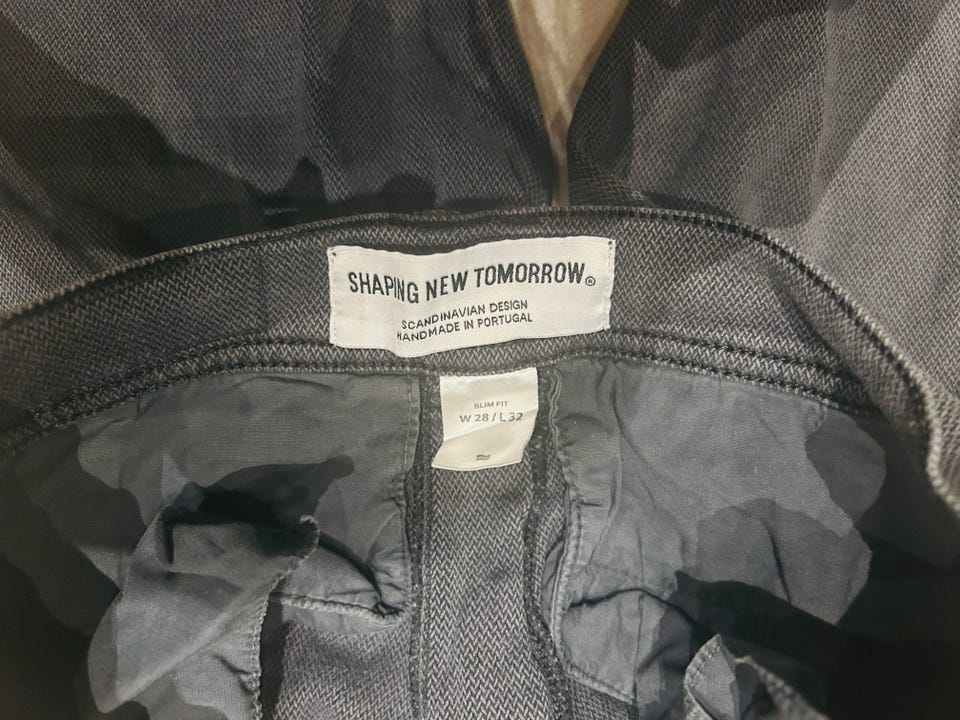 SHAPING NEW TOMORROW®
SCANDINAVIAN DESIGN
HANDMADE IN PORTUGAL
SLIM FIT
W 28 / L 32